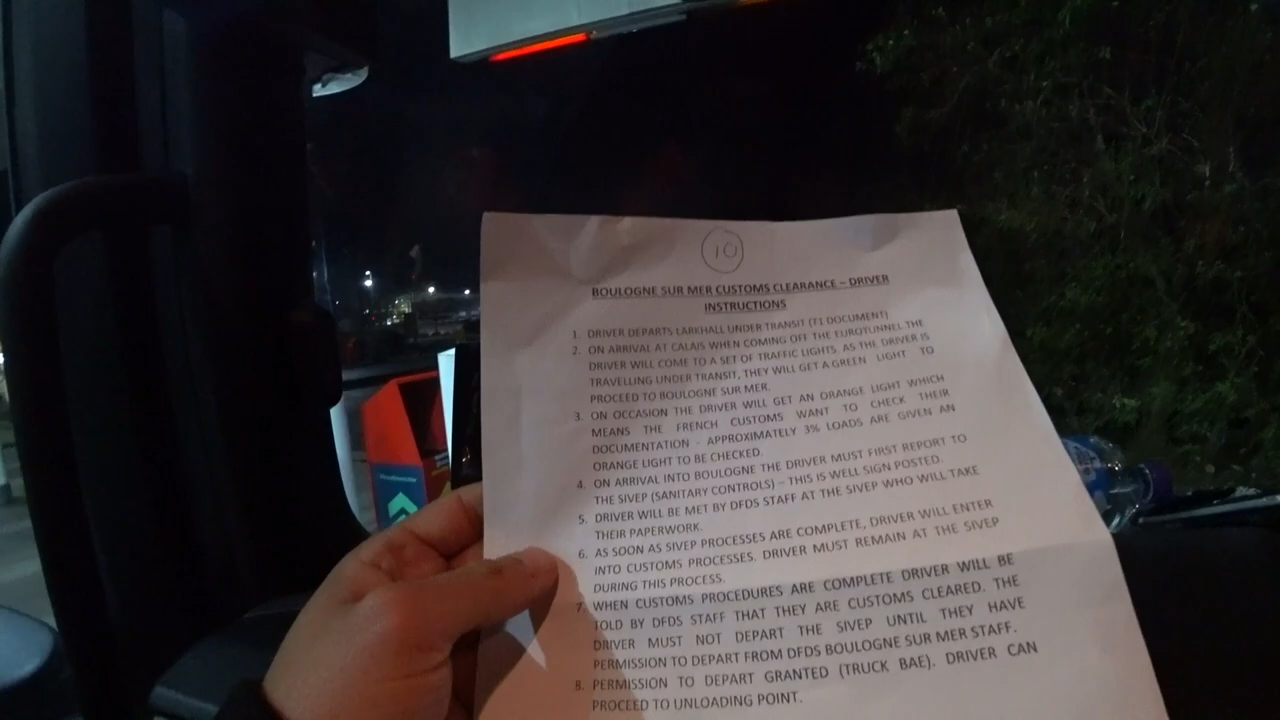 10
BOULOGNE SUR MER CUSTOMS CLEARANCE – DRIVER
INSTRUCTIONS
1. DRIVER DEPARTS LARKHALL UNDER TRANSIT (T1 DOCUMENT)
2. ON ARRIVAL AT CALAIS WHEN COMING OFF THE EUROTUNNEL THE
DRIVER WILL COME TO A SET OF TRAFFIC LIGHTS. AS THE DRIVER IS
TRAVELLING UNDER TRANSIT, THEY WILL GET A GREEN LIGHT TO
PROCEED TO BOULOGNE SUR MER.
3. ON OCCASION THE DRIVER WILL GET AN ORANGE LIGHT WHICH
MEANS THE FRENCH CUSTOMS WANT TO CHECK THEIR
DOCUMENTATION - APPROXIMATELY 3% LOADS ARE GIVEN AN
ORANGE LIGHT TO BE CHECKED.
4. ON ARRIVAL INTO BOULOGNE THE DRIVER MUST FIRST REPORT TO
THE SIVEP (SANITARY CONTROLS) – THIS IS WELL SIGN POSTED.
5. DRIVER WILL BE MET BY DFDS STAFF AT THE SIVEP WHO WILL TAKE
THEIR PAPERWORK.
6. AS SOON AS SIVEP PROCESSES ARE COMPLETE, DRIVER WILL ENTER
INTO CUSTOMS PROCESSES. DRIVER MUST REMAIN AT THE SIVEP
DURING THIS PROCESS.
7. WHEN CUSTOMS PROCEDURES ARE COMPLETE DRIVER WILL BE
TOLD BY DFDS STAFF THAT THEY ARE CUSTOMS CLEARED. THE
DRIVER MUST NOT DEPART THE SIVEP UNTIL THEY HAVE
PERMISSION TO DEPART FROM DFDS BOULOGNE SUR MER STAFF.
8. PERMISSION TO DEPART GRANTED (TRUCK BAE). DRIVER CAN
PROCEED TO UNLOADING POINT.